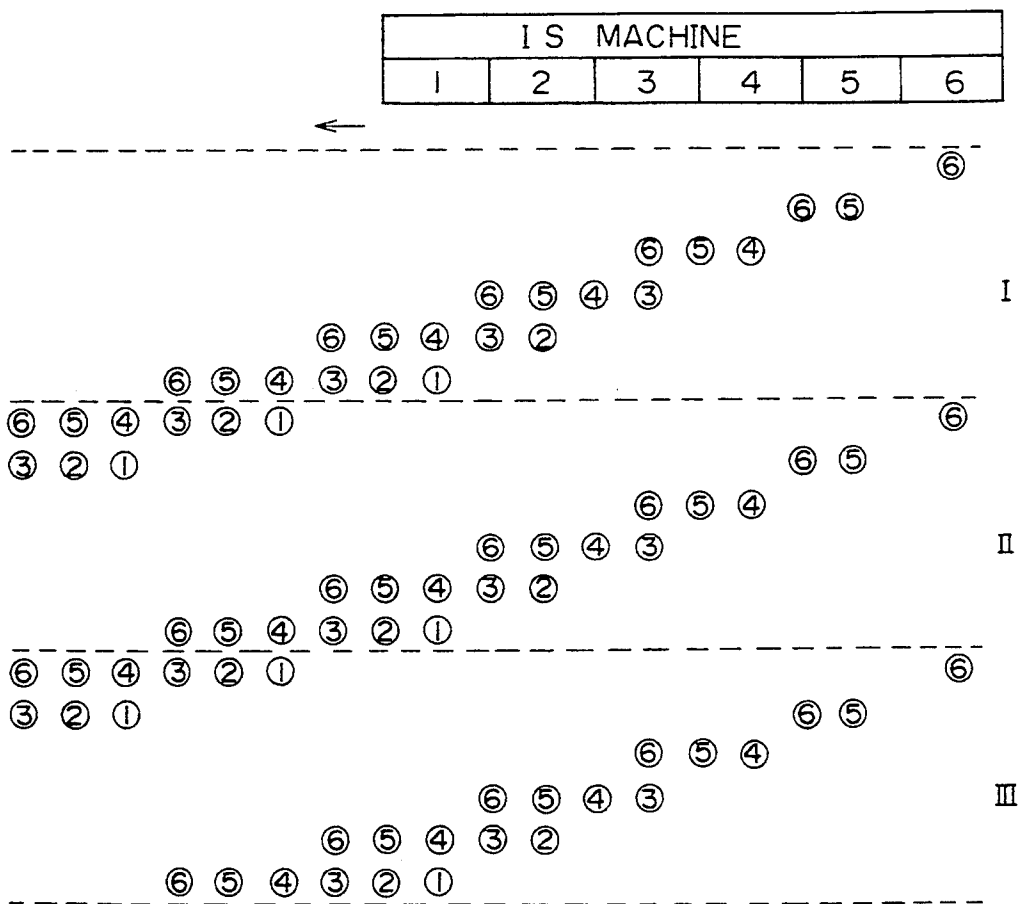 IS MACHINE
1 2 3 4 5 6
⑥
⑥ ⑤
⑥ ⑤ ④
⑥ ⑤ ④ ③ I
⑥ ⑤ ④ ③ ②
⑥ ⑤ ④ ③ ② ①
⑥ ⑤ ④ ③ ② ① ⑥
③ ② ① ⑥ ⑤
⑥ ⑤ ④
⑥ ⑤ ④ ③ II
⑥ ⑤ ④ ③ ②
⑥ ⑤ ④ ③ ② ①
⑥ ⑤ ④ ③ ② ① ⑥
③ ② ① ⑥ ⑤
⑥ ⑤ ④
⑥ ⑤ ④ ③ III
⑥ ⑤ ④ ③ ②
⑥ ⑤ ④ ③ ② ①